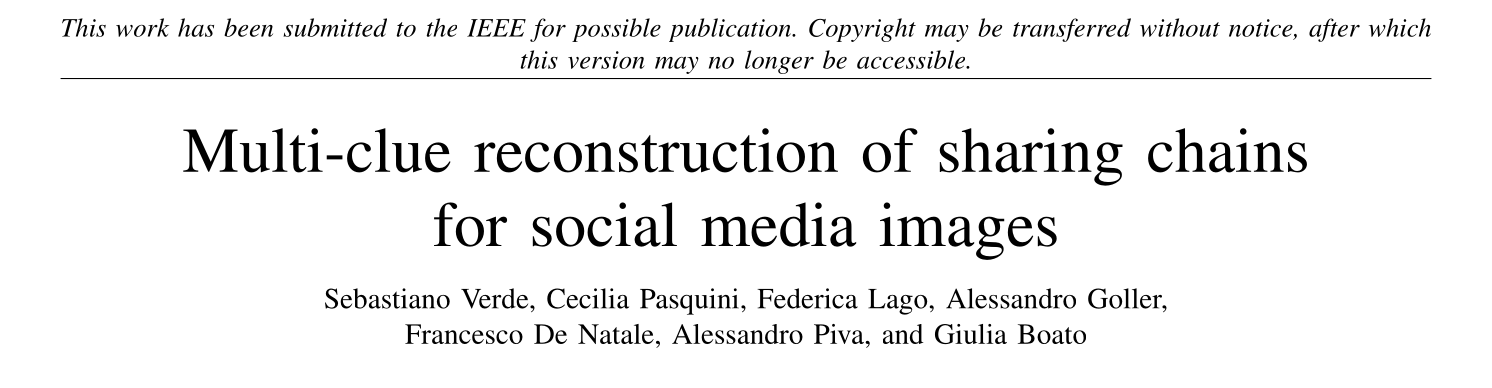 This work has been submitted to the IEEE for possible publication. Copyright may be transferred without notice, after which
this version may no longer be accessible.
Multi-clue reconstruction of sharing chains
for social media images
Sebastiano Verde, Cecilia Pasquini, Federica Lago, Alessandro Goller,
Francesco De Natale, Alessandro Piva, and Giulia Boato